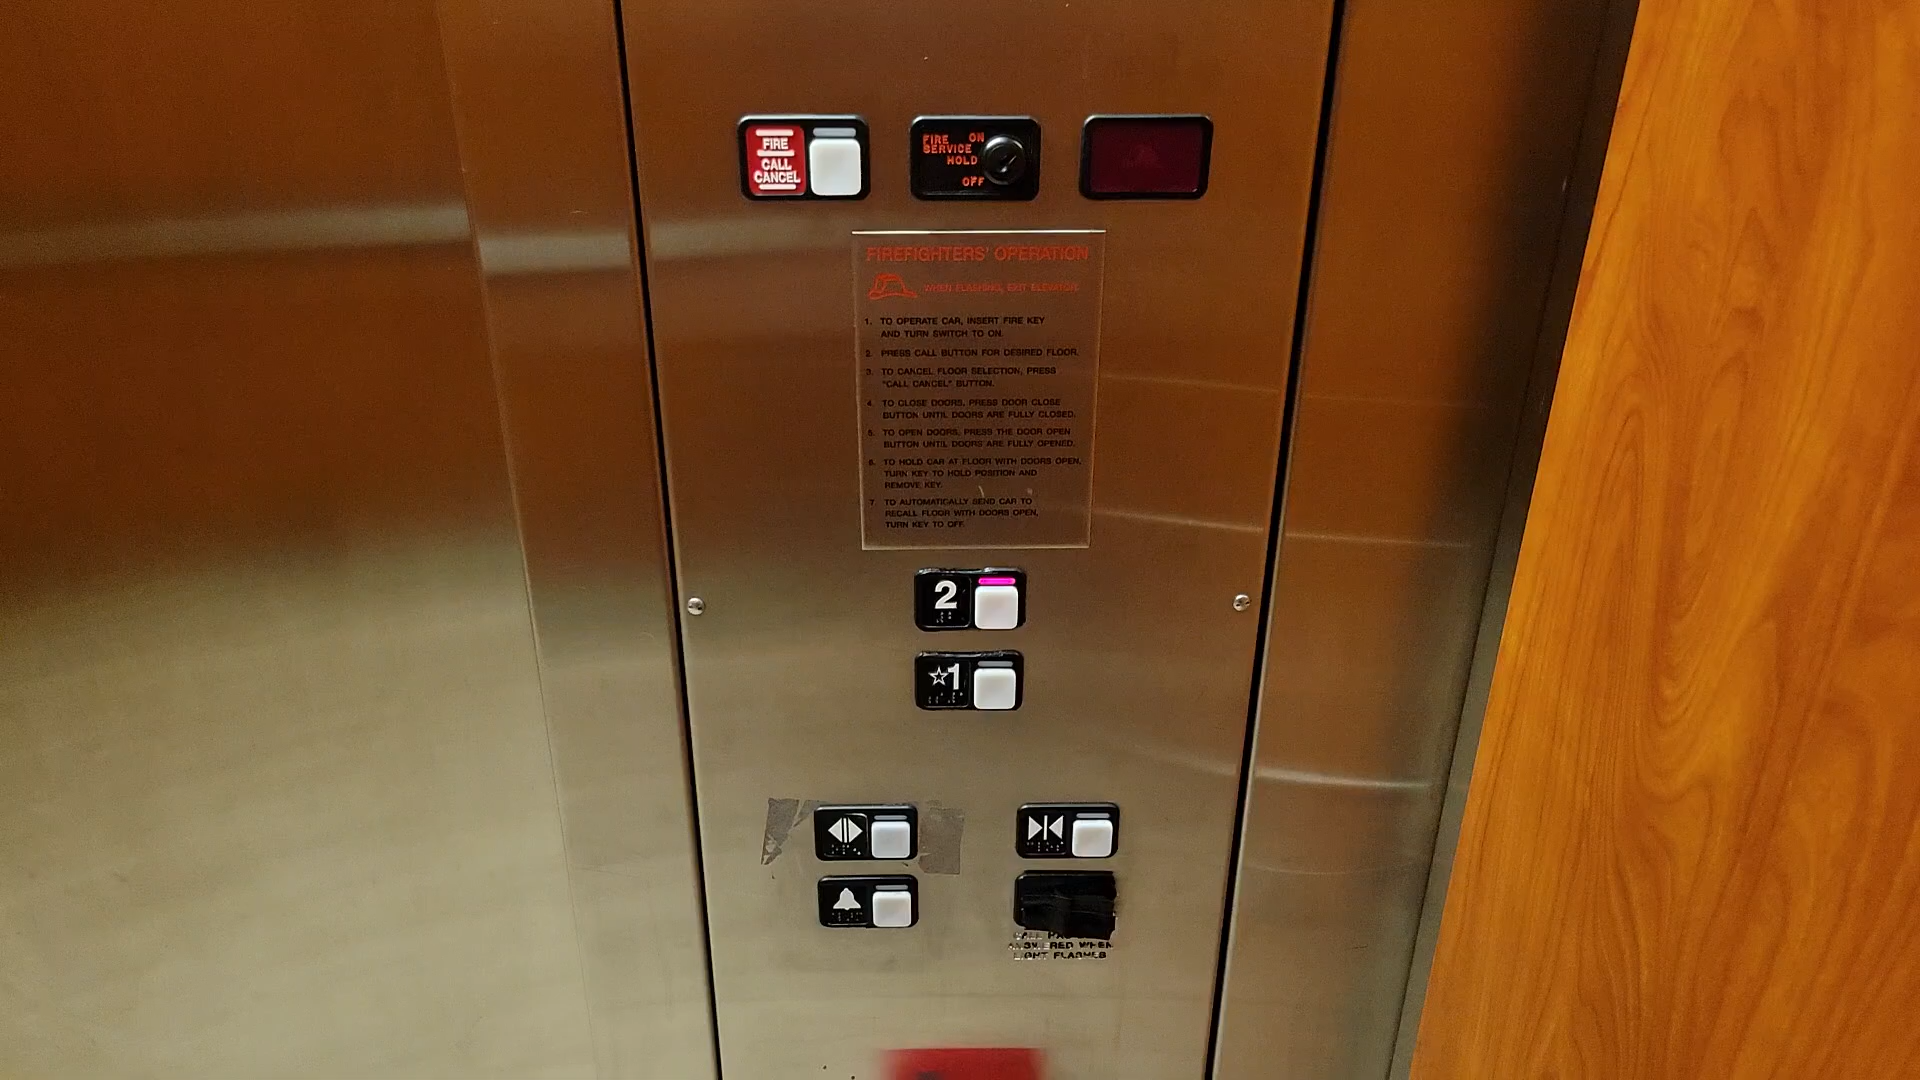 FIRE
CALL
CANCEL
FIRE ON
SERVICE
HOLD
OFF
FIREFIGHTERS' OPERATION
WHEN FLASHING, EXIT ELEVATOR.
1. TO OPERATE CAR, INSERT FIRE KEY
AND TURN SWITCH TO ON.
2. PRESS CALL BUTTON FOR DESIRED FLOOR.
3. TO CANCEL FLOOR SELECTION, PRESS
"CALL CANCEL" BUTTON.
4. TO CLOSE DOORS, PRESS DOOR CLOSE
BUTTON UNTIL DOORS ARE FULLY CLOSED.
5. TO OPEN DOORS, PRESS THE DOOR OPEN
BUTTON UNTIL DOORS ARE FULLY OPENED.
6. TO HOLD CAR AT FLOOR WITH DOORS OPEN,
TURN KEY TO HOLD POSITION AND
REMOVE KEY.
7. TO AUTOMATICALLY SEND CAR TO
RECALL FLOOR WITH DOORS OPEN,
TURN KEY TO OFF.
2
☆1
WHEN
LIGHT FLASHES